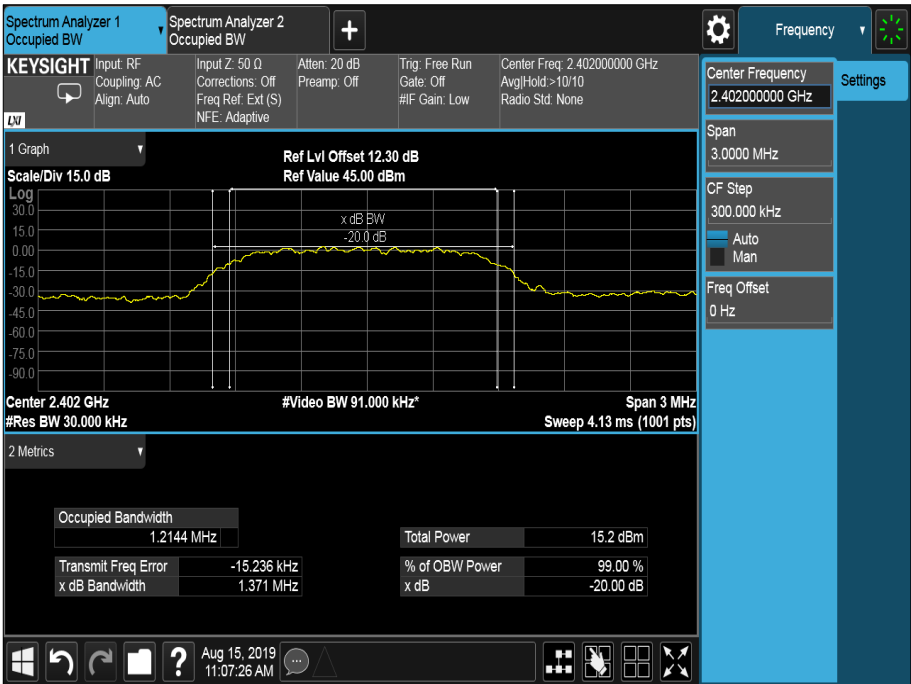 Spectrum Analyzer 1
Occupied BW
Spectrum Analyzer 2
Occupied BW
Frequency
KEYSIGHT
LXI
Input: RF
Coupling: AC
Align: Auto
Input Z: 50 Ω
Corrections: Off
Freq Ref: Ext (S)
NFE: Adaptive
Atten: 20 dB
Preamp: Off
Trig: Free Run
Gate: Off
#IF Gain: Low
Center Freq: 2.402000000 GHz
Avg|Hold:>10/10
Radio Std: None
Center Frequency
2.402000000 GHz
Settings
Span
3.0000 MHz
CF Step
300.000 kHz
Auto
Man
Freq Offset
0 Hz
1 Graph
Scale/Div 15.0 dB
Ref Lvl Offset 12.30 dB
Ref Value 45.00 dBm
Log
30.0
15.0
0.00
-15.0
-30.0
-45.0
-60.0
-75.0
-90.0
x dB BW
-20.0 dB
Center 2.402 GHz
#Video BW 91.000 kHz*
Span 3 MHz
#Res BW 30.000 kHz
Sweep 4.13 ms (1001 pts)
2 Metrics
Occupied Bandwidth
1.2144 MHz
Total Power 15.2 dBm
Transmit Freq Error -15.236 kHz
% of OBW Power 99.00 %
x dB Bandwidth 1.371 MHz
x dB -20.00 dB
Aug 15, 2019
11:07:26 AM